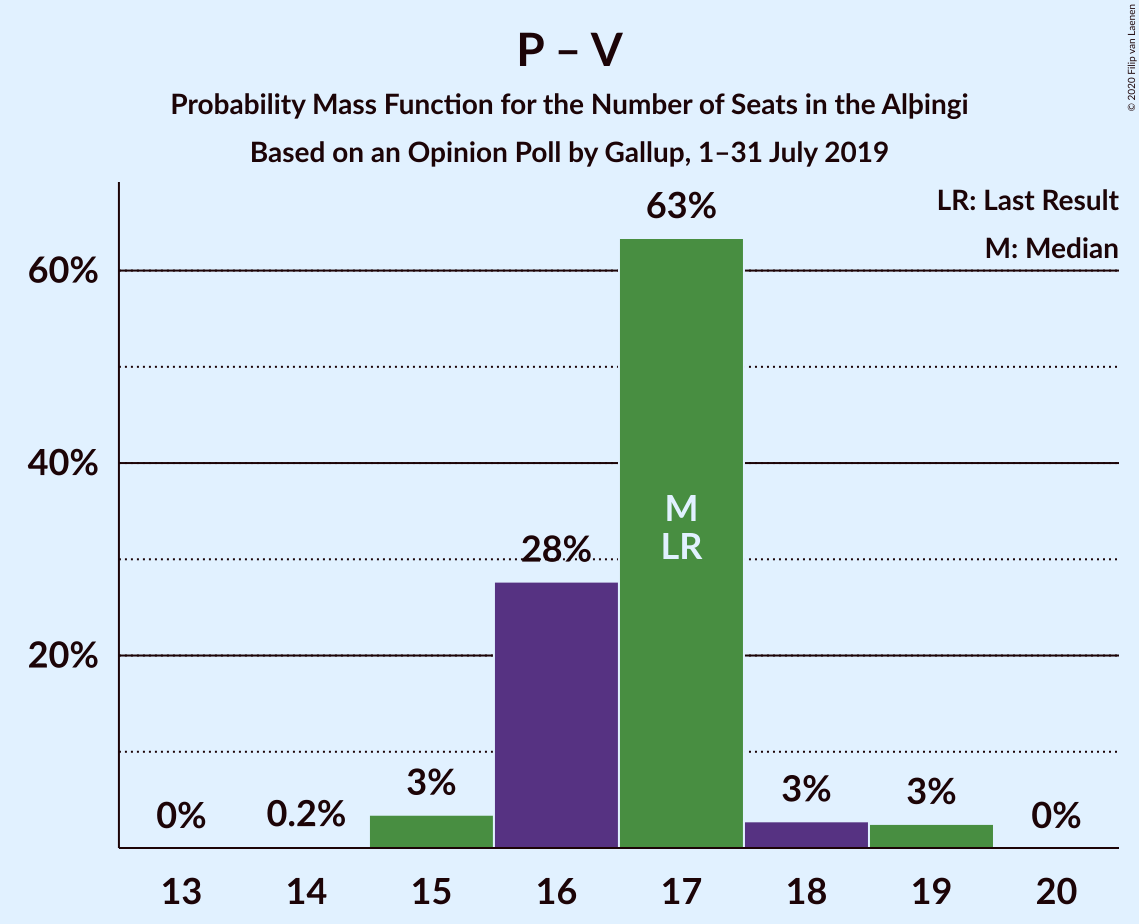 P – V
Probability Mass Function for the Number of Seats in the Alþingi
Based on an Opinion Poll by Gallup, 1–31 July 2019
© 2020 Filip van Laenen
LR: Last Result
M: Median
60%
40%
20%
0%
0.2%
3%
28%
63%
3%
3%
0%
M
LR
13
14
15
16
17
18
19
20